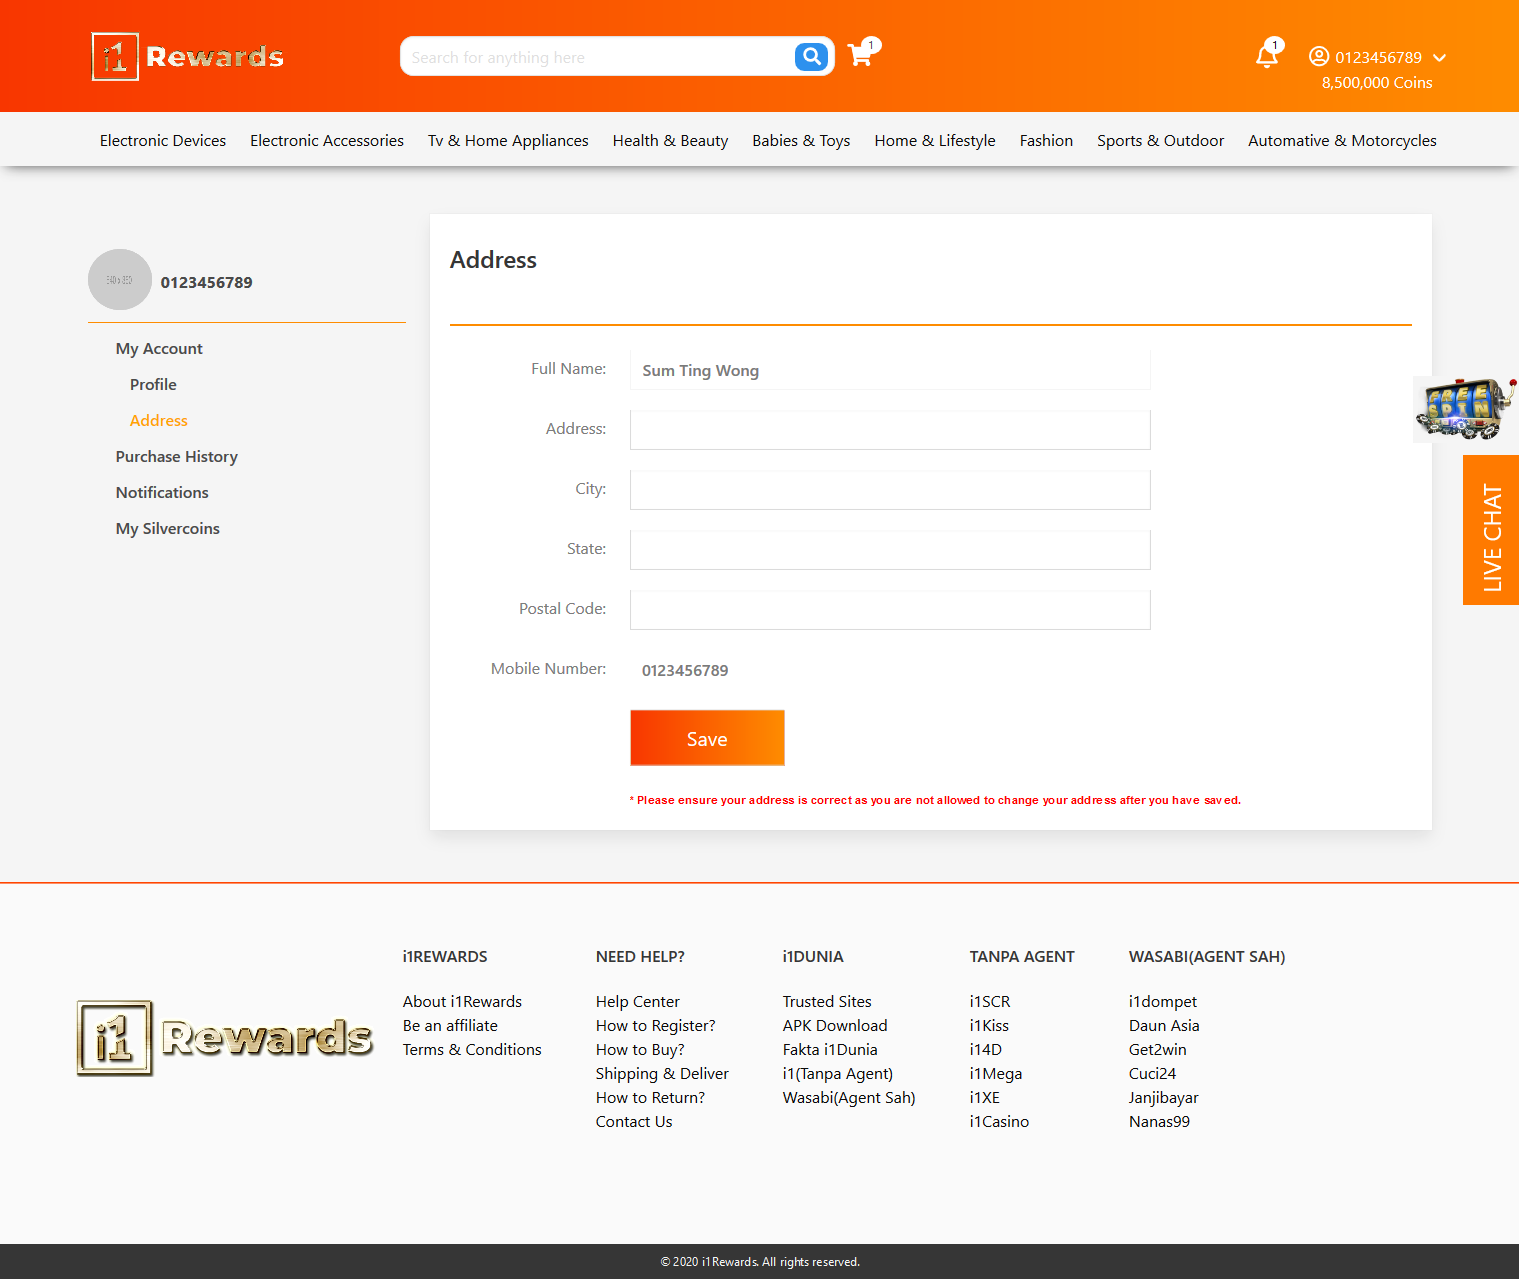 i1 Rewards
Search for anything here
1
1
0123456789
8,500,000 Coins
Electronic Devices Electronic Accessories Tv & Home Appliances Health & Beauty Babies & Toys Home & Lifestyle Fashion Sports & Outdoor Automative & Motorcycles
0123456789
My Account
Profile
Address
Purchase History
Notifications
My Silvercoins
Address
Full Name: Sum Ting Wong
Address:
City:
State:
Postal Code:
Mobile Number: 0123456789
Save
* Please ensure your address is correct as you are not allowed to change your address after you have saved.
FREE
SPIN
LIVE CHAT
i1 Rewards
i1REWARDS
About i1Rewards
Be an affiliate
Terms & Conditions
NEED HELP?
Help Center
How to Register?
How to Buy?
Shipping & Deliver
How to Return?
Contact Us
i1DUNIA
Trusted Sites
APK Download
Fakta i1Dunia
i1(Tanpa Agent)
Wasabi(Agent Sah)
TANPA AGENT
i1SCR
i1Kiss
i14D
i1Mega
i1XE
i1Casino
WASABI(AGENT SAH)
i1dompet
Daun Asia
Get2win
Cuci24
Janjibayar
Nanas99
© 2020 i1Rewards. All rights reserved.